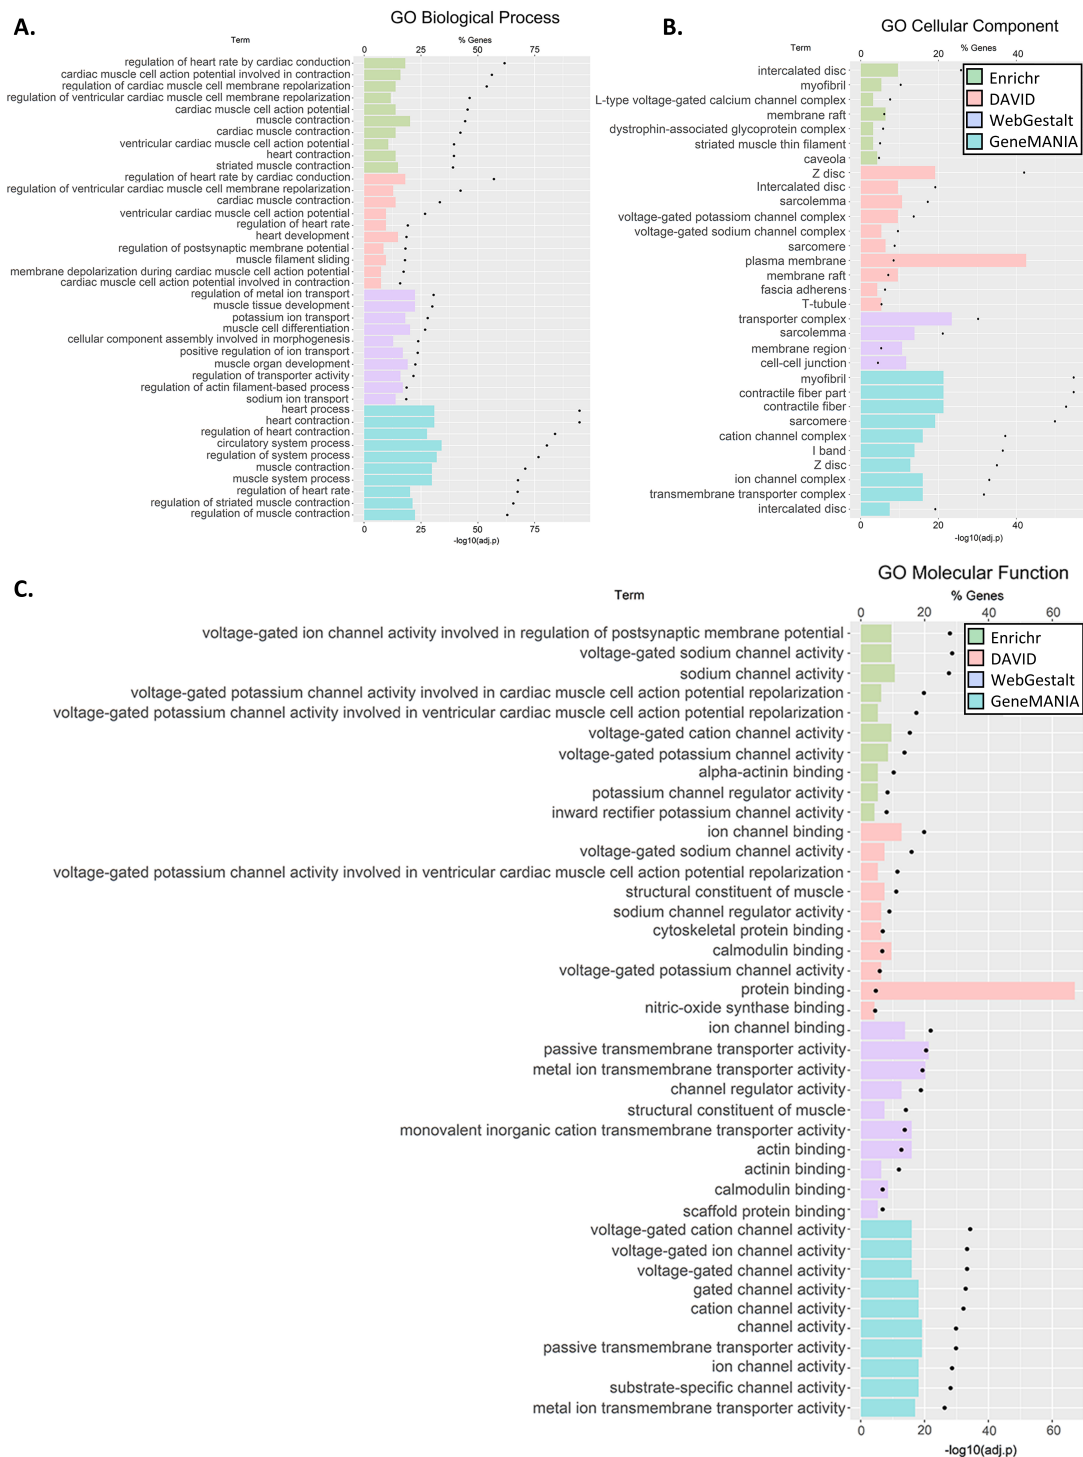 A.
GO Biological Process
Term
% Genes
0 25 50 75
regulation of heart rate by cardiac conduction
cardiac muscle cell action potential involved in contraction
regulation of cardiac muscle cell membrane repolarization
regulation of ventricular cardiac muscle cell membrane repolarization
cardiac muscle cell action potential
muscle contraction
cardiac muscle contraction
ventricular cardiac muscle cell action potential
heart contraction
striated muscle contraction
regulation of heart rate by cardiac conduction
regulation of ventricular cardiac muscle cell membrane repolarization
cardiac muscle contraction
ventricular cardiac muscle cell action potential
regulation of heart rate
heart development
regulation of postsynaptic membrane potential
muscle filament sliding
membrane depolarization during cardiac muscle cell action potential
cardiac muscle cell action potential involved in contraction
regulation of metal ion transport
muscle tissue development
potassium ion transport
muscle cell differentiation
cellular component assembly involved in morphogenesis
positive regulation of ion transport
muscle organ development
regulation of transporter activity
regulation of actin filament-based process
sodium ion transport
heart process
heart contraction
regulation of heart contraction
circulatory system process
regulation of system process
muscle contraction
muscle system process
regulation of heart rate
regulation of striated muscle contraction
regulation of muscle contraction
0 25 50 75
-log10(adj.p)
B.
GO Cellular Component
Term
% Genes
0 20 40
Enrichr
DAVID
WebGestalt
GeneMANIA
intercalated disc
myofibril
L-type voltage-gated calcium channel complex
membrane raft
dystrophin-associated glycoprotein complex
striated muscle thin filament
caveola
Z disc
Intercalated disc
sarcolemma
voltage-gated potassiom channel complex
voltage-gated sodium channel complex
sarcomere
plasma membrane
membrane raft
fascia adherens
T-tubule
transporter complex
sarcolemma
membrane region
cell-cell junction
myofibril
contractile fiber part
contractile fiber
sarcomere
cation channel complex
I band
Z disc
ion channel complex
transmembrane transporter complex
intercalated disc
0 20 40
-log10(adj.p)
C.
GO Molecular Function
Term
% Genes
0 20 40 60
Enrichr
DAVID
WebGestalt
GeneMANIA
voltage-gated ion channel activity involved in regulation of postsynaptic membrane potential
voltage-gated sodium channel activity
sodium channel activity
voltage-gated potassium channel activity involved in cardiac muscle cell action potential repolarization
voltage-gated potassium channel activity involved in ventricular cardiac muscle cell action potential repolarization
voltage-gated cation channel activity
voltage-gated potassium channel activity
alpha-actinin binding
potassium channel regulator activity
inward rectifier potassium channel activity
ion channel binding
voltage-gated sodium channel activity
voltage-gated potassium channel activity involved in ventricular cardiac muscle cell action potential repolarization
structural constituent of muscle
sodium channel regulator activity
cytoskeletal protein binding
calmodulin binding
voltage-gated potassium channel activity
protein binding
nitric-oxide synthase binding
ion channel binding
passive transmembrane transporter activity
metal ion transmembrane transporter activity
channel regulator activity
structural constituent of muscle
monovalent inorganic cation transmembrane transporter activity
actin binding
actinin binding
calmodulin binding
scaffold protein binding
voltage-gated cation channel activity
voltage-gated ion channel activity
voltage-gated channel activity
gated channel activity
cation channel activity
channel activity
passive transmembrane transporter activity
ion channel activity
substrate-specific channel activity
metal ion transmembrane transporter activity
0 20 40 60
-log10(adj.p)